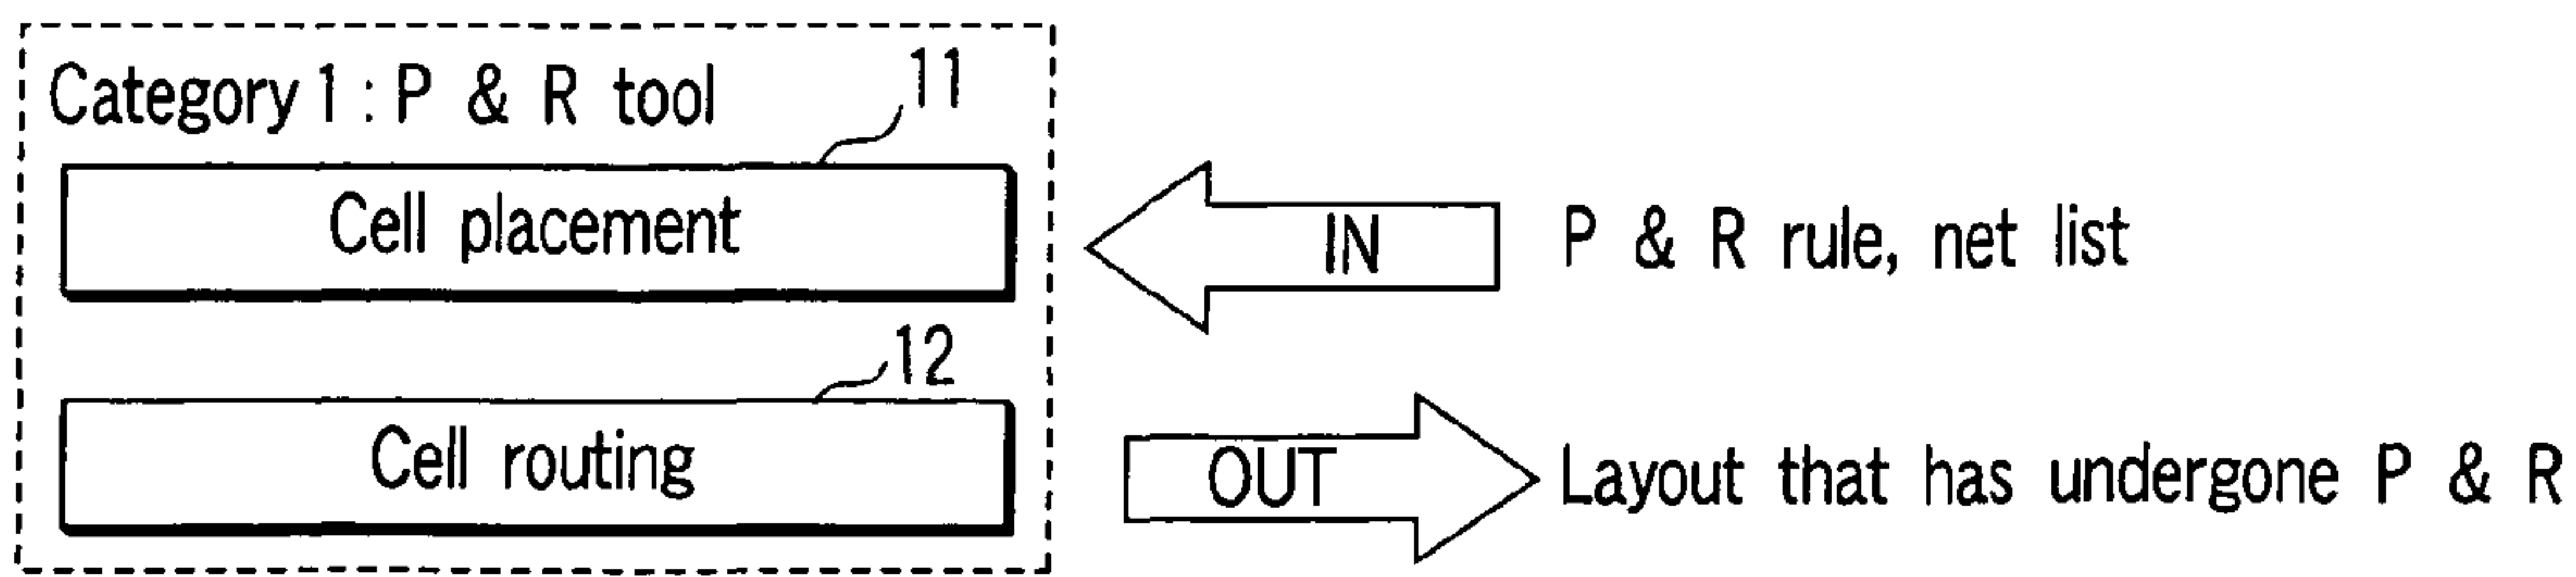 Category 1 : P & R tool
11
Cell placement
IN
P & R rule, net list
12
Cell routing
OUT
Layout that has undergone P & R